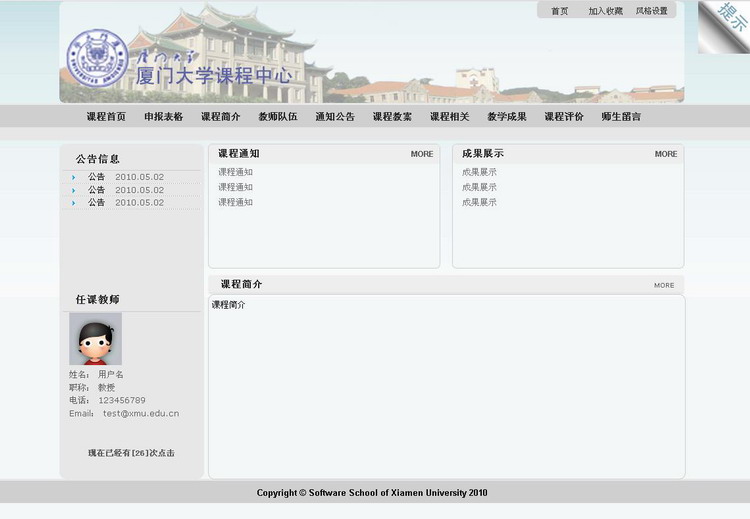 首页 加入收藏 风格设置
提示
厦门大学
厦门大学课程中心
课程首页 申报表格 课程简介 教师队伍 通知公告 课程教案 课程相关 教学成果 课程评价 师生留言
公告信息
公告 2010.05.02
公告 2010.05.02
公告 2010.05.02
课程通知 MORE
课程通知
课程通知
课程通知
成果展示 MORE
成果展示
成果展示
成果展示
任课教师
姓名： 用户名
职称： 教授
电话： 123456789
Email： test@xmu.edu.cn
现在已经有[26]次点击
课程简介 MORE
课程简介
Copyright © Software School of Xiamen University 2010